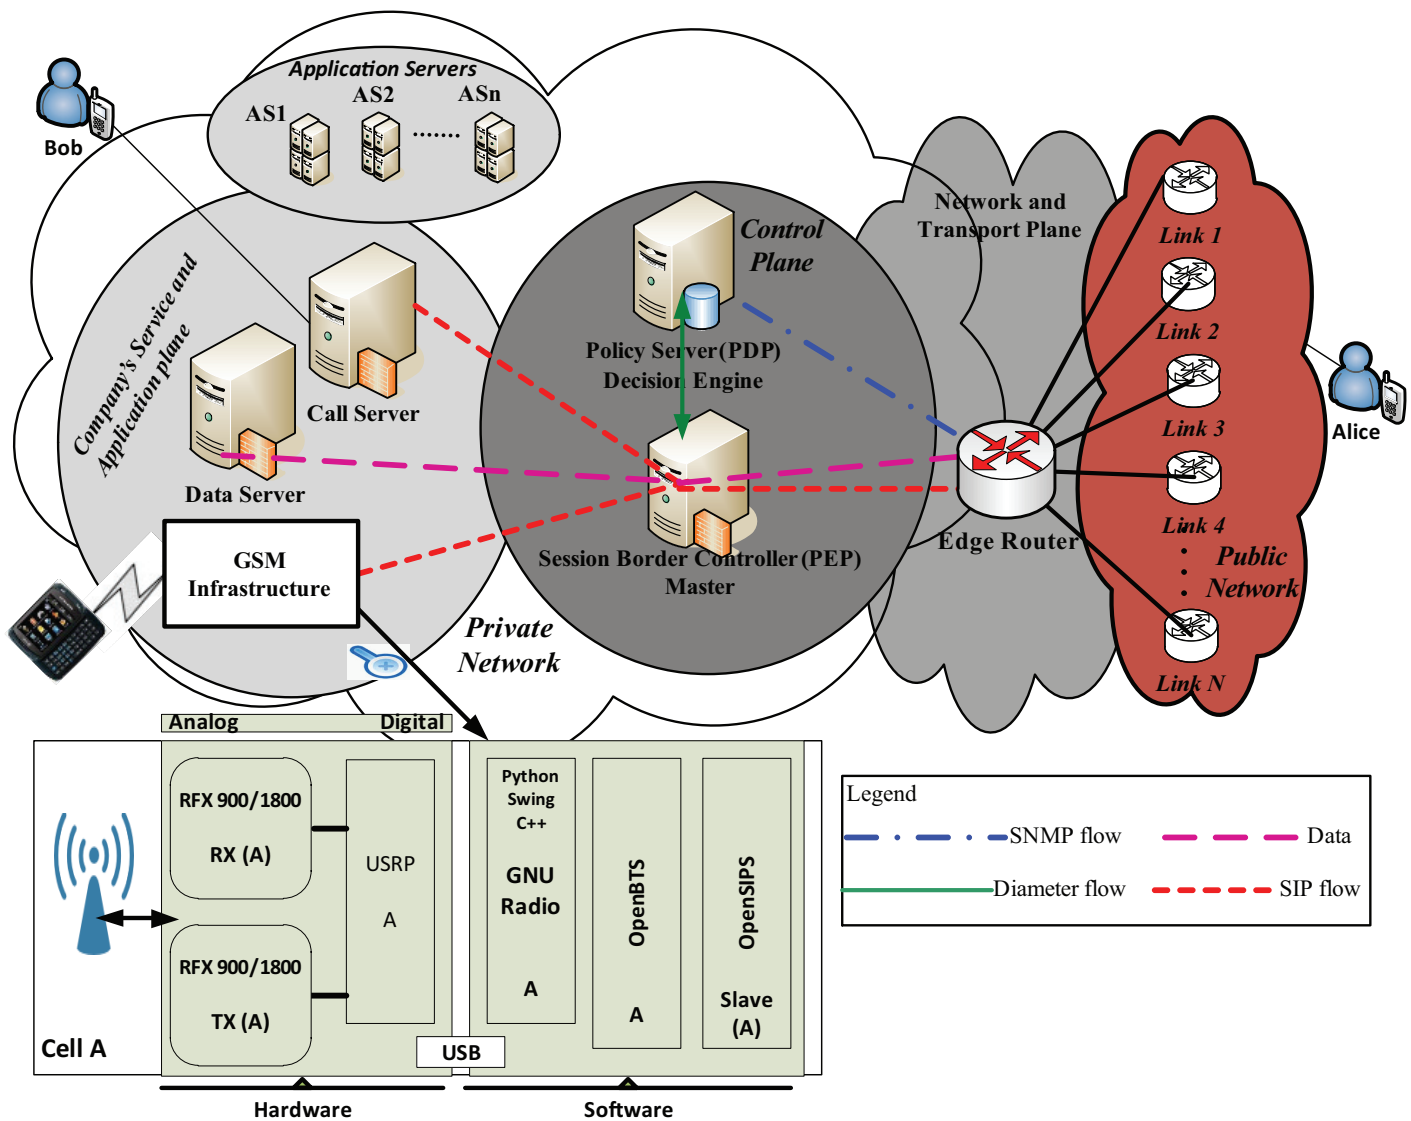 Application Servers
AS1
AS2
.......
ASn
Bob
Company's Service and
Application plane
Call Server
Data Server
GSM
Infrastructure
Private
Network
Control
Plane
Policy Server(PDP)
Decision Engine
Session Border Controller(PEP)
Master
Network and
Transport Plane
Edge Router
Link 1
Link 2
Link 3
Link 4
Link N
Public
Network
Alice
Analog
Digital
RFX 900/1800
RX (A)
RFX 900/1800
TX (A)
USRP
A
Python
Swing
C++
GNU
Radio
A
OpenBTS
A
OpenSIPS
Slave
(A)
Cell A
USB
Hardware
Software
Legend
SNMP flow
Data
Diameter flow
SIP flow